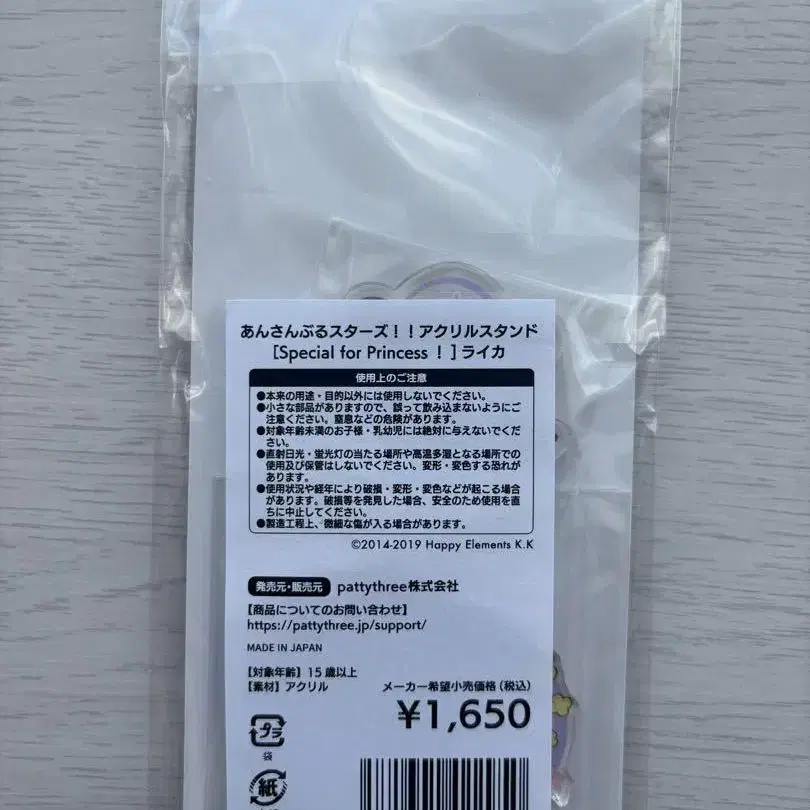 あんさんぶるスターズ！！アクリルスタンド
[Special for Princess！]ライカ
使用上のご注意
●本来の用途・目的以外には使用しないでください。
●小さな部品がありますので、誤って飲み込まないようにご
注意ください。窒息などの危険があります。
●対象年齢未満のお子様・乳幼児には絶対に与えないでくだ
さい。
●直射日光・蛍光灯の当たる場所や高温多湿となる場所での
使用及び保管はしないでください。変形・変色する恐れが
あります。
●使用状況や経年により破損・変形・変色などが起こる場合
があります。破損等を発見した場合、安全のため使用を直
ちに中止してください。
●製造工程上、微細な傷が入る場合があります。
©2014-2019 Happy Elements K.K
発売元・販売元 pattythree株式会社
【商品についてのお問い合わせ】
https://pattythree.jp/support/
MADE IN JAPAN
【対象年齢】15歳以上
【素材】アクリル メーカー希望小売価格(税込)
¥1,650
プラ
袋
紙